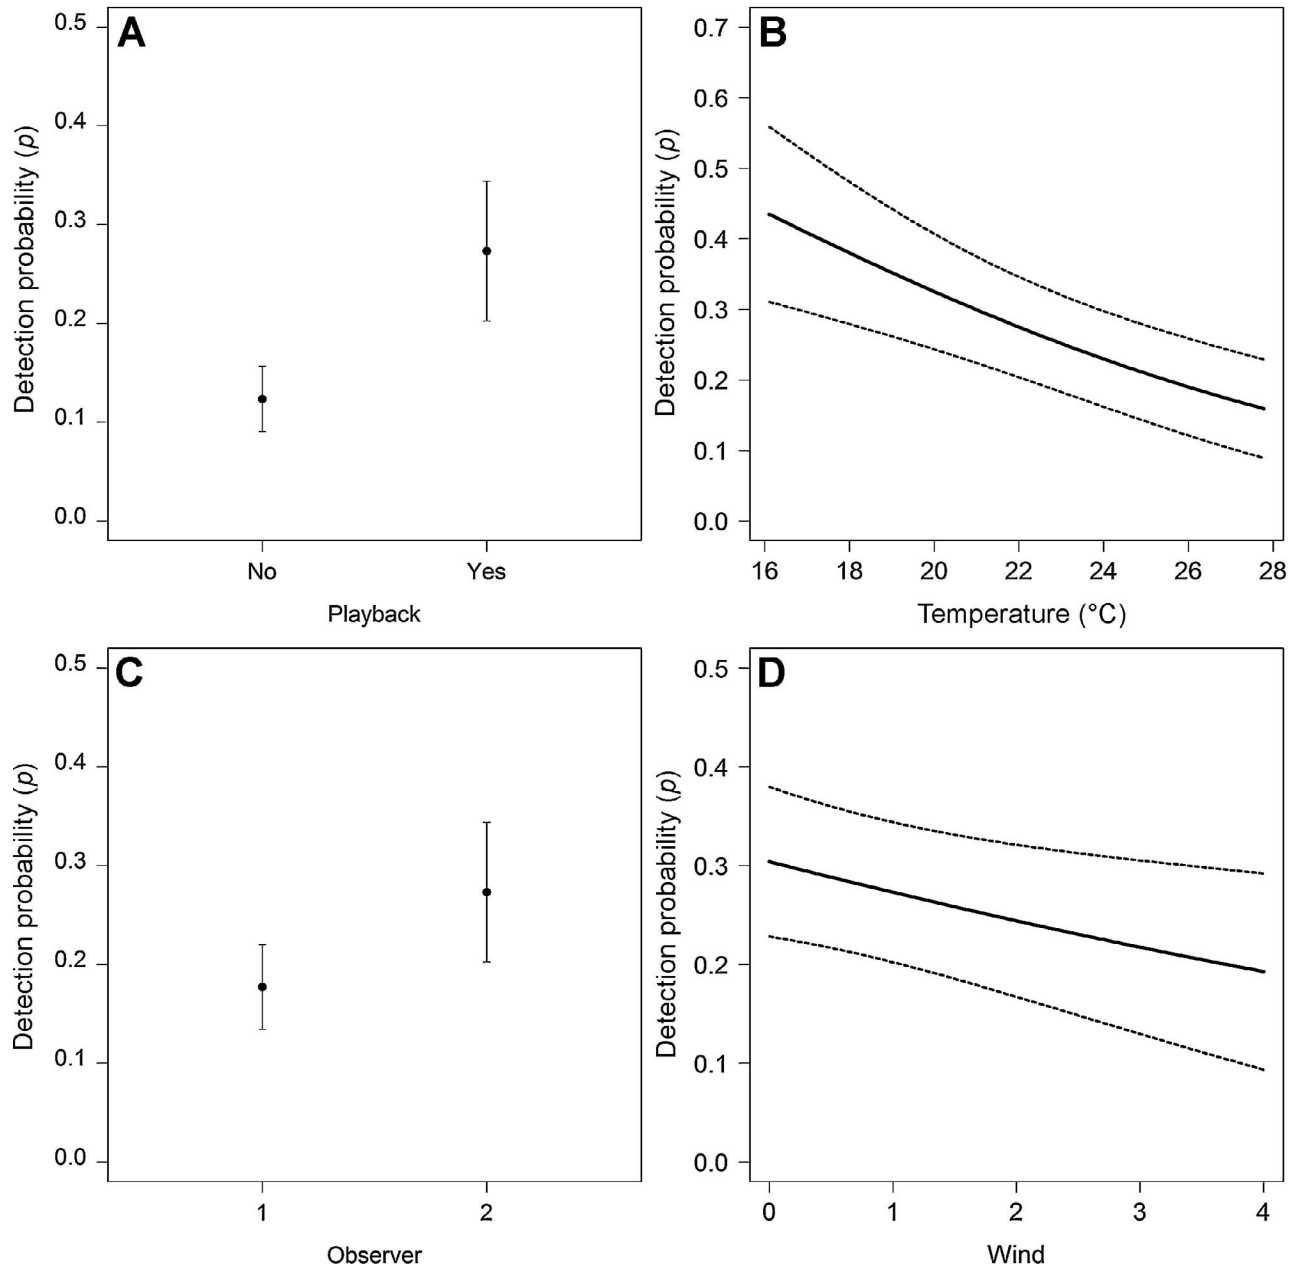 A
Detection probability (p)
0.5
0.4
0.3
0.2
0.1
0.0
No
Yes
Playback
B
Detection probability (p)
0.7
0.6
0.5
0.4
0.3
0.2
0.1
0.0
16
18
20
22
24
26
28
Temperature (°C)
C
Detection probability (p)
0.5
0.4
0.3
0.2
0.1
0.0
1
2
Observer
D
Detection probability (p)
0.5
0.4
0.3
0.2
0.1
0.0
0
1
2
3
4
Wind